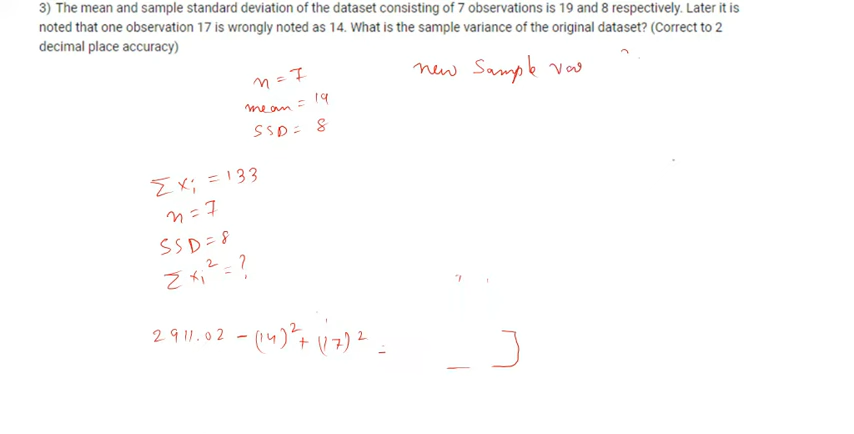 3) The mean and sample standard deviation of the dataset consisting of 7 observations is 19 and 8 respectively. Later it is
noted that one observation 17 is wrongly noted as 14. What is the sample variance of the original dataset? (Correct to 2
decimal place accuracy)
new Sample var ?
n = 7
mean = 19
SSD = 8
∑ xi = 133
n = 7
SSD = 8
∑ xi² = ?
2911.02 - (14)² + (17)² =